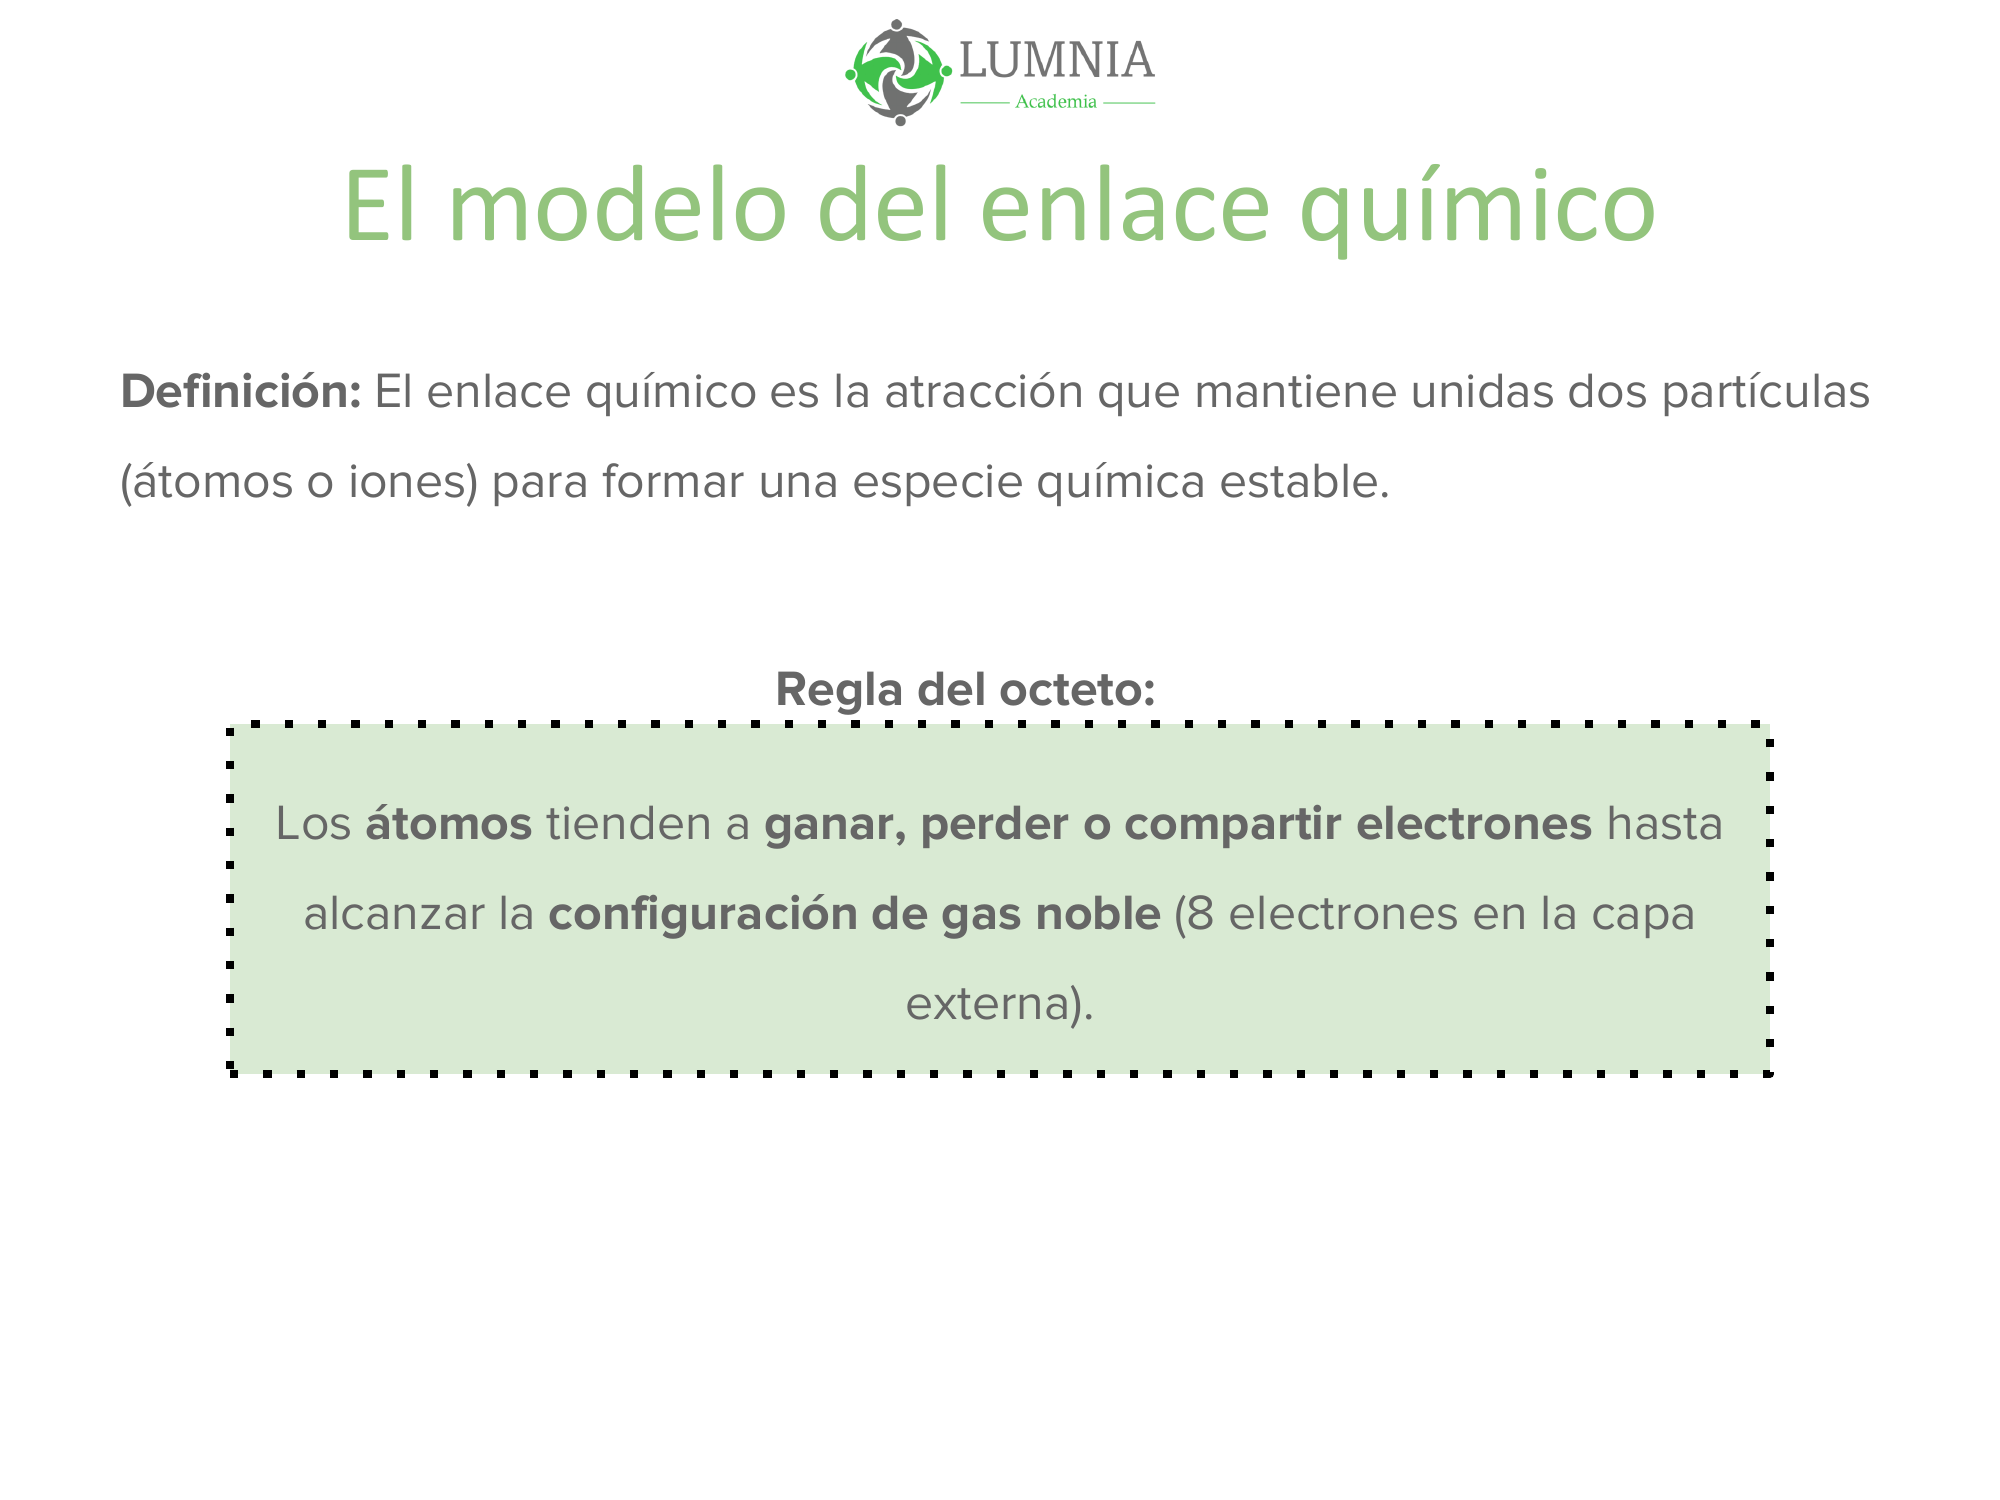 LUMNIA
Academia
El modelo del enlace químico
Definición: El enlace químico es la atracción que mantiene unidas dos partículas
(átomos o iones) para formar una especie química estable.
Regla del octeto:
Los átomos tienden a ganar, perder o compartir electrones hasta
alcanzar la configuración de gas noble (8 electrones en la capa
externa).